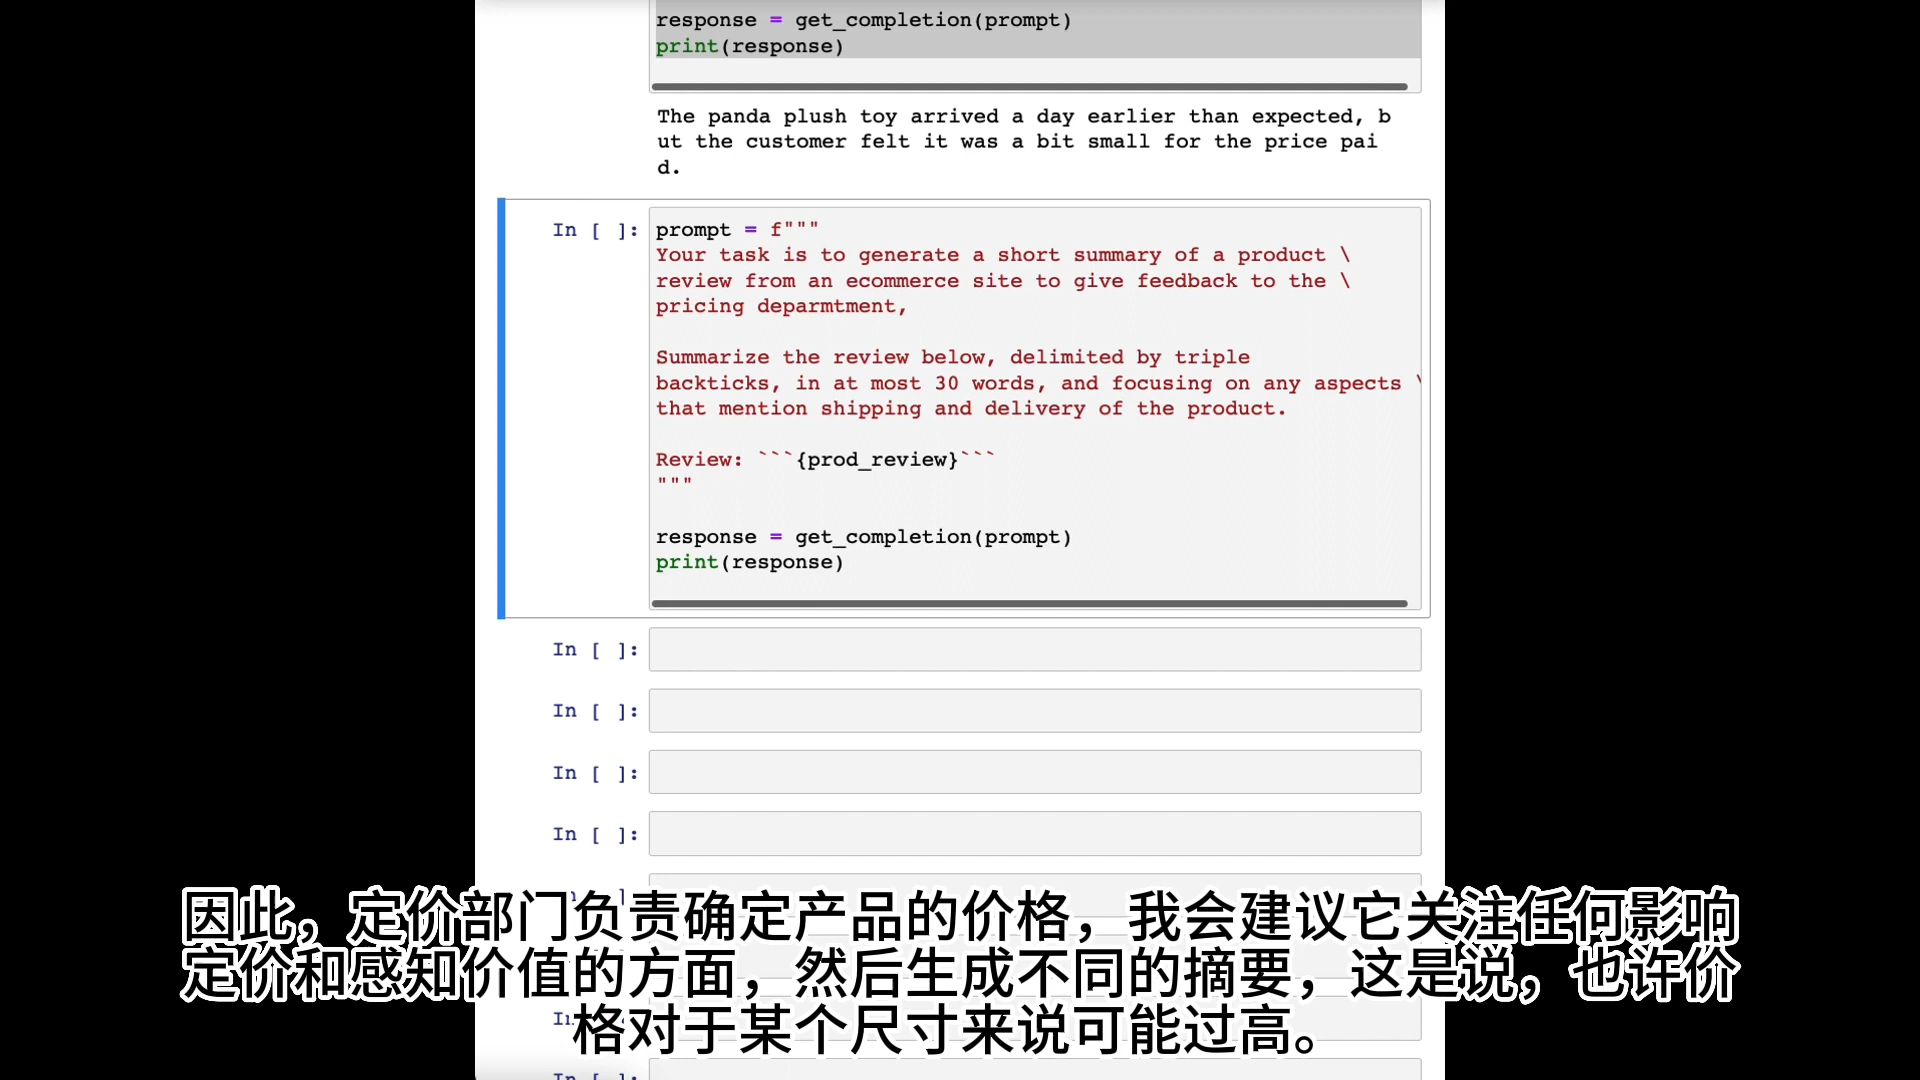 response = get_completion(prompt)
print(response)
The panda plush toy arrived a day earlier than expected, b
ut the customer felt it was a bit small for the price pai
d.
In [ ]:
prompt = f"""
Your task is to generate a short summary of a product \
review from an ecommerce site to give feedback to the \
pricing deparmtment,
Summarize the review below, delimited by triple
backticks, in at most 30 words, and focusing on any aspects \
that mention shipping and delivery of the product.
Review: ```{prod_review}```
"""
response = get_completion(prompt)
print(response)
In [ ]:
In [ ]:
In [ ]:
In [ ]:
因此，定价部门负责确定产品的价格，我会建议它关注任何影响
定价和感知价值的方面，然后生成不同的摘要，这是说，也许价
格对于某个尺寸来说可能过高。
In [ ]: